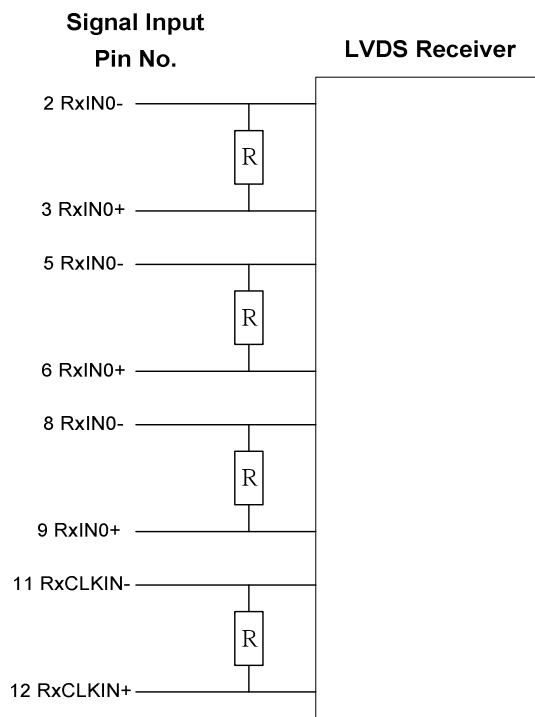 Signal Input
Pin No.
LVDS Receiver
2 RxIN0-
R
3 RxIN0+
5 RxIN0-
R
6 RxIN0+
8 RxIN0-
R
9 RxIN0+
11 RxCLKIN-
R
12 RxCLKIN+